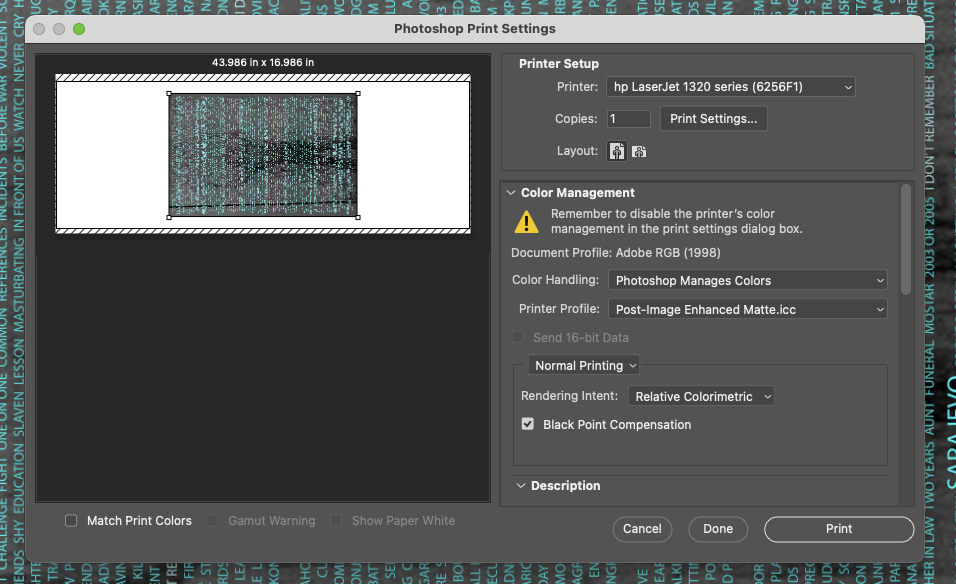 Photoshop Print Settings
43.986 in x 16.986 in
Printer Setup
Printer: hp LaserJet 1320 series (6256F1)
Copies: 1 Print Settings...
Layout:
Color Management
Remember to disable the printer's color
management in the print settings dialog box.
Document Profile: Adobe RGB (1998)
Color Handling: Photoshop Manages Colors
Printer Profile: Post-Image Enhanced Matte.icc
Send 16-bit Data
Normal Printing
Rendering Intent: Relative Colorimetric
Black Point Compensation
Description
Match Print Colors Gamut Warning Show Paper White
Cancel Done Print
CHALLENGE FIGHT ONE ON ONE COMMON REFERENCES INCIDENTS BEFORE WAR VIOLENT
SHY EDUCATION SLAVEN LESSON MASTURBATING IN FRONT OF US WATCH NEVER
IN LAW TWO YEARS AUNT FUNERAL MOSTAR 2003 OR 2005 I DON'T REMEMBER BAD
SARAJEVO